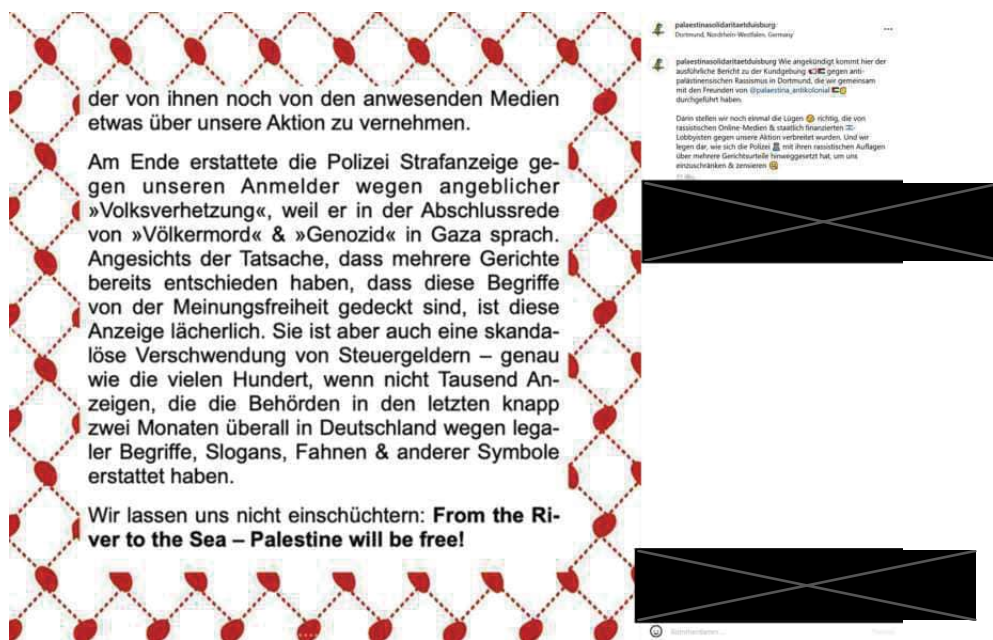 der von ihnen noch von den anwesenden Medien
etwas über unsere Aktion zu vernehmen.
Am Ende erstattete die Polizei Strafanzeige ge-
gen unseren Anmelder wegen angeblicher
»Volksverhetzung«, weil er in der Abschlussrede
von »Völkermord« & »Genozid« in Gaza sprach.
Angesichts der Tatsache, dass mehrere Gerichte
bereits entschieden haben, dass diese Begriffe
von der Meinungsfreiheit gedeckt sind, ist diese
Anzeige lächerlich. Sie ist aber auch eine skanda-
löse Verschwendung von Steuergeldern – genau
wie die vielen Hundert, wenn nicht Tausend An-
zeigen, die die Behörden in den letzten knapp
zwei Monaten überall in Deutschland wegen lega-
ler Begriffe, Slogans, Fahnen & anderer Symbole
erstattet haben.
Wir lassen uns nicht einschüchtern: From the Ri-
ver to the Sea – Palestine will be free!
palaestinasolidaritaetduisburg
Dortmund, Nordrhein-Westfalen, Germany
palaestinasolidaritaetduisburg Wie angekündigt kommt hier der
ausführliche Bericht zu der Kundgebung gegen anti-
palästinensischen Rassismus in Dortmund, die wir gemeinsam
mit den Freunden von @palaestina_antikolonial
durchgeführt haben.
Darin stellen wir noch einmal die Lügen richtig, die von
rassistischen Online-Medien & staatlich finanzierten
Lobbyisten gegen unsere Aktion verbreitet wurden. Und wir
legen dar, wie sich die Polizei mit ihren rassistischen Auflagen
über mehrere Gerichtsurteile hinweggesetzt hat, um uns
einzuschränken & zensieren
Kommentieren ...